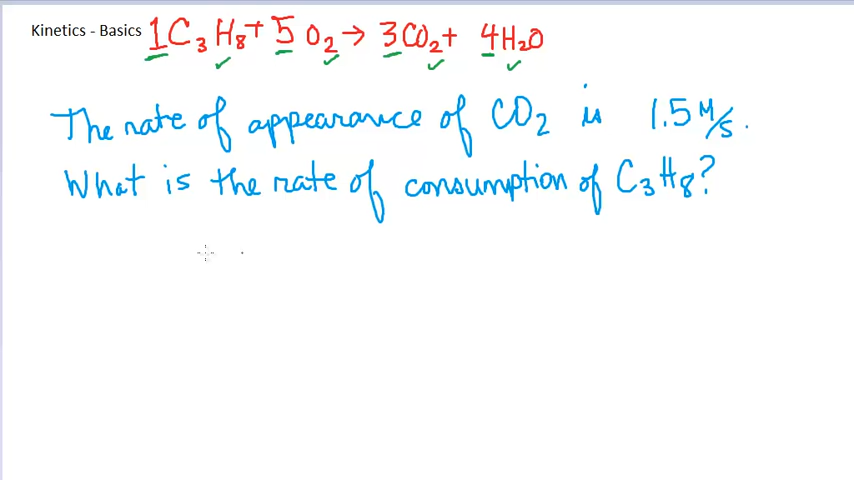 Kinetics - Basics 1C₃H₈ + 5 O₂ → 3CO₂ + 4H₂O
The rate of appearance of CO₂ is 1.5 M/s.
What is the rate of consumption of C₃H₈?